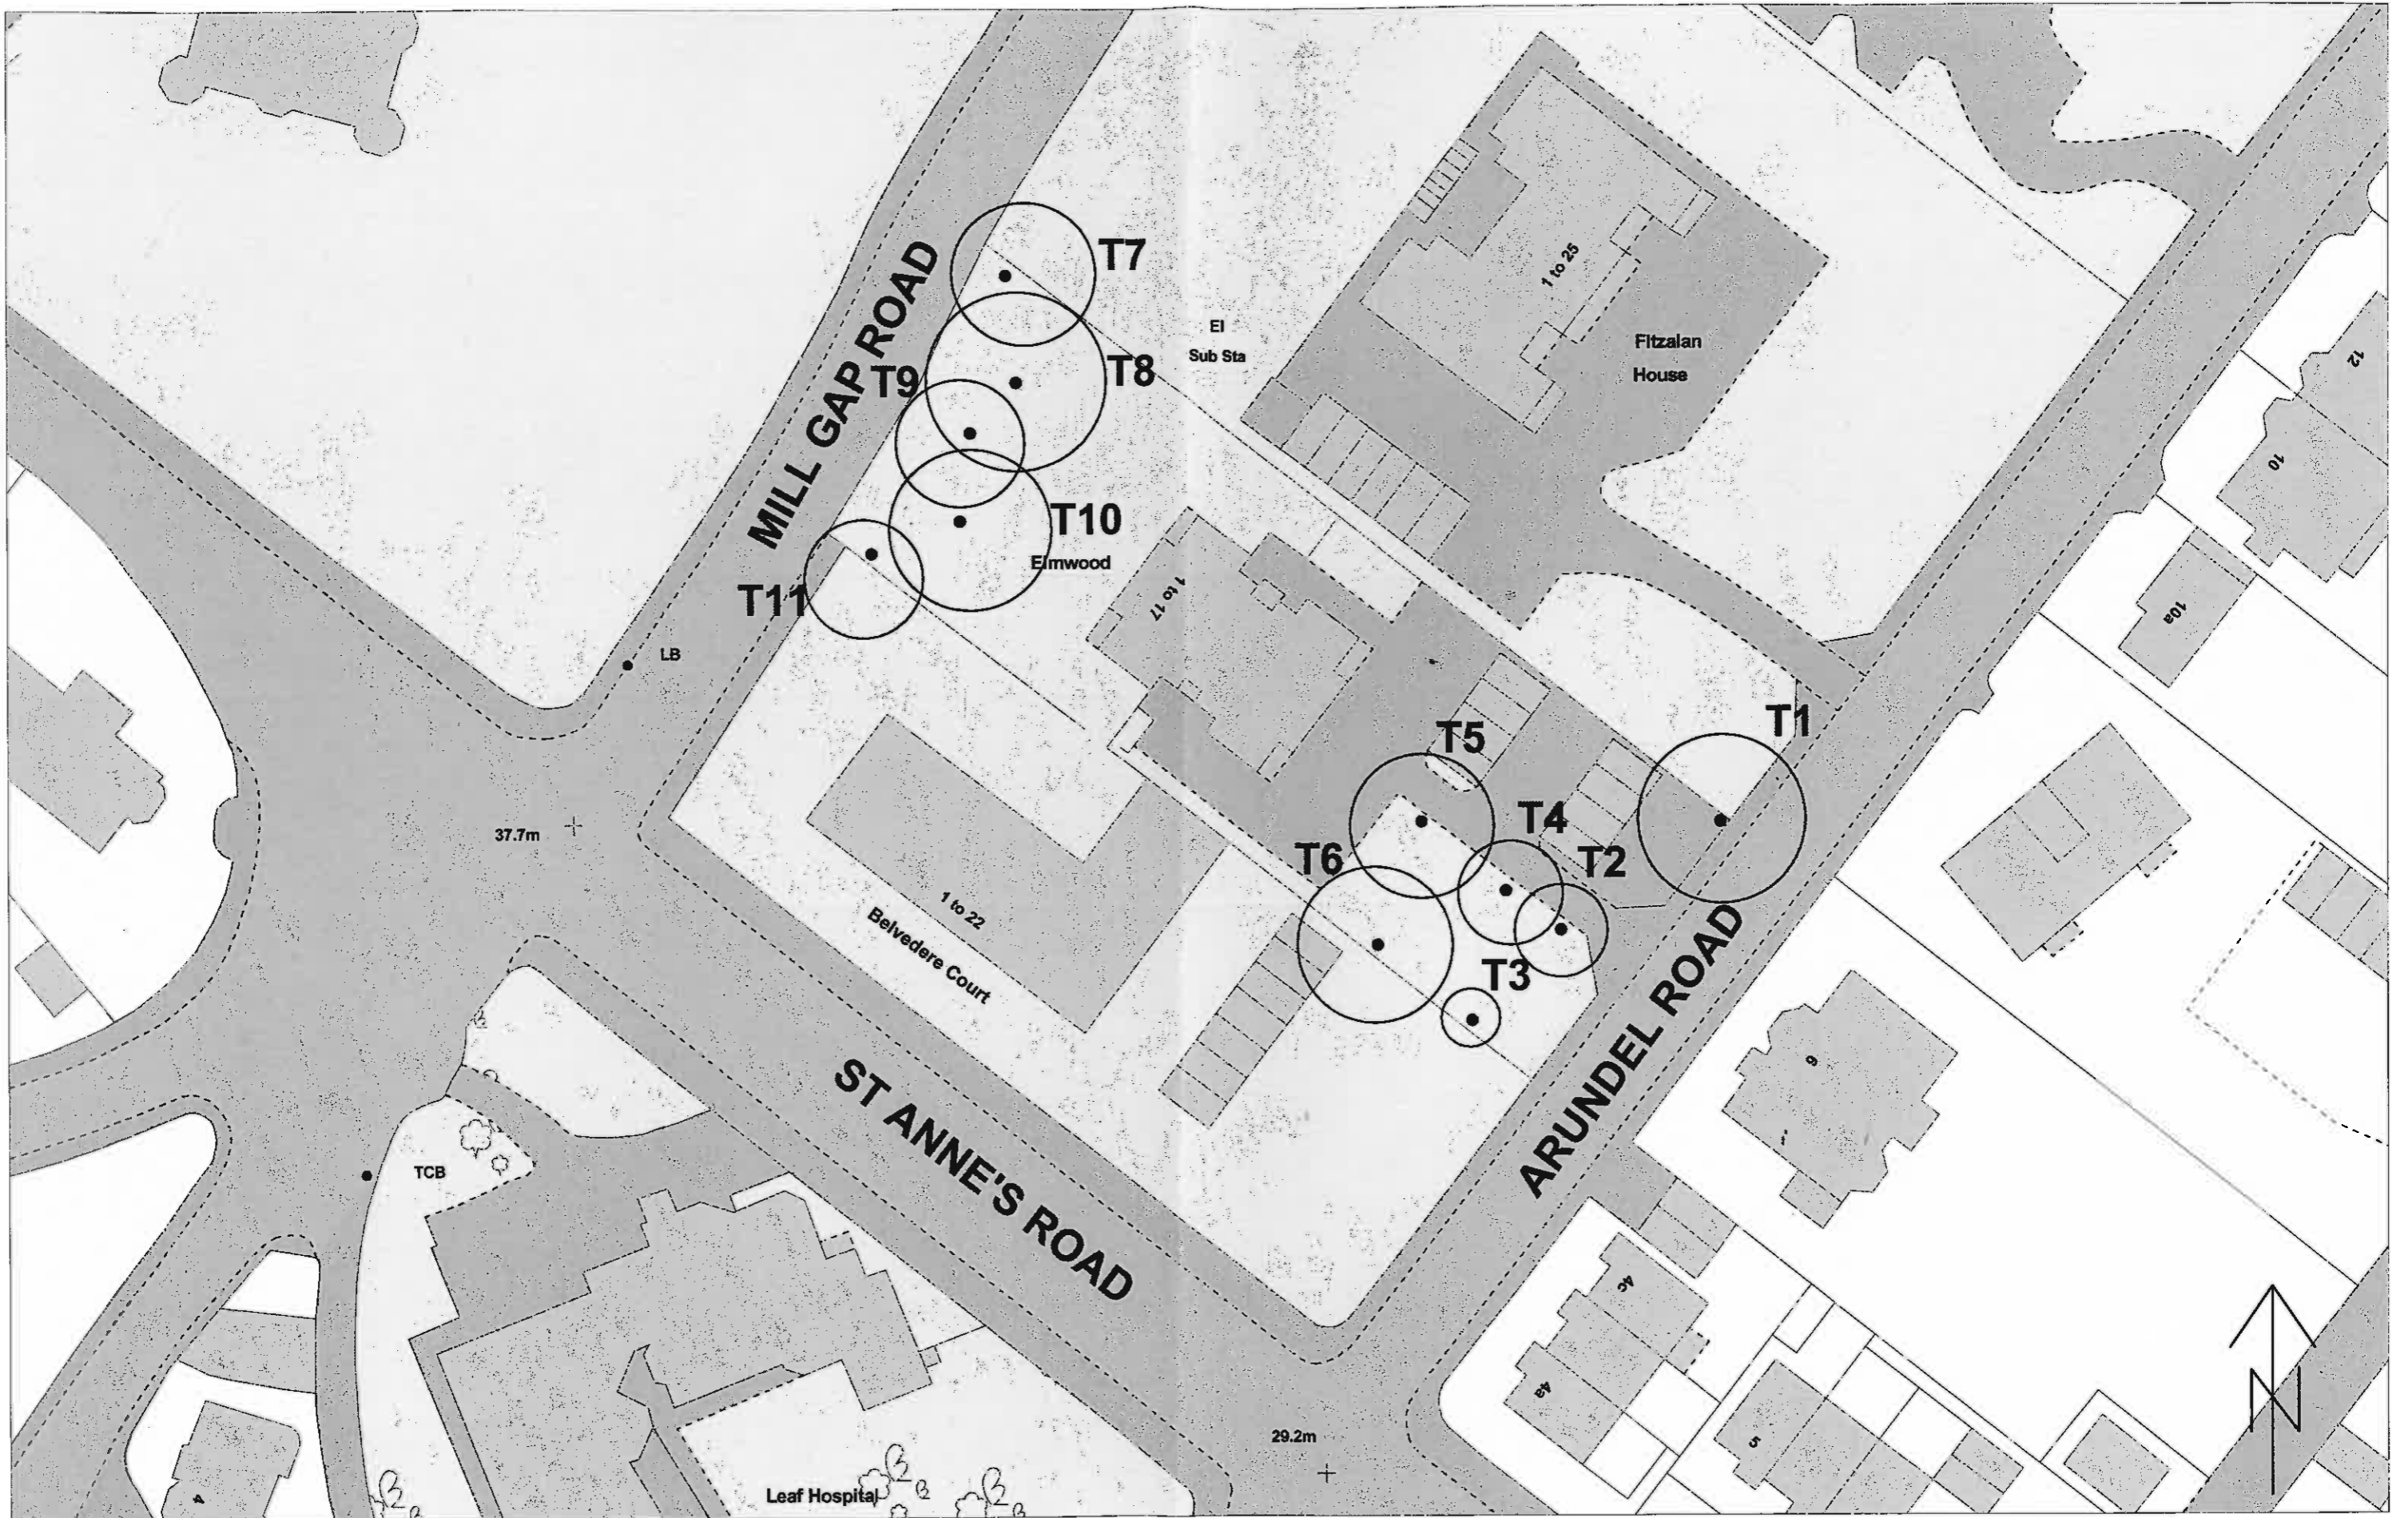 T7
MILL GAP ROAD
El
Sub Sta
1 to 25
Fitzalan
House
T8
T9
12
10
T10
Elmwood
1 to 17
T11
10a
LB
T1
T5
37.7m
T4
T2
T6
1 to 22
Belvedere Court
T3
ARUNDEL ROAD
9
ST ANNE'S ROAD
TCB
4c
4a
29.2m
5
Leaf Hospital
N